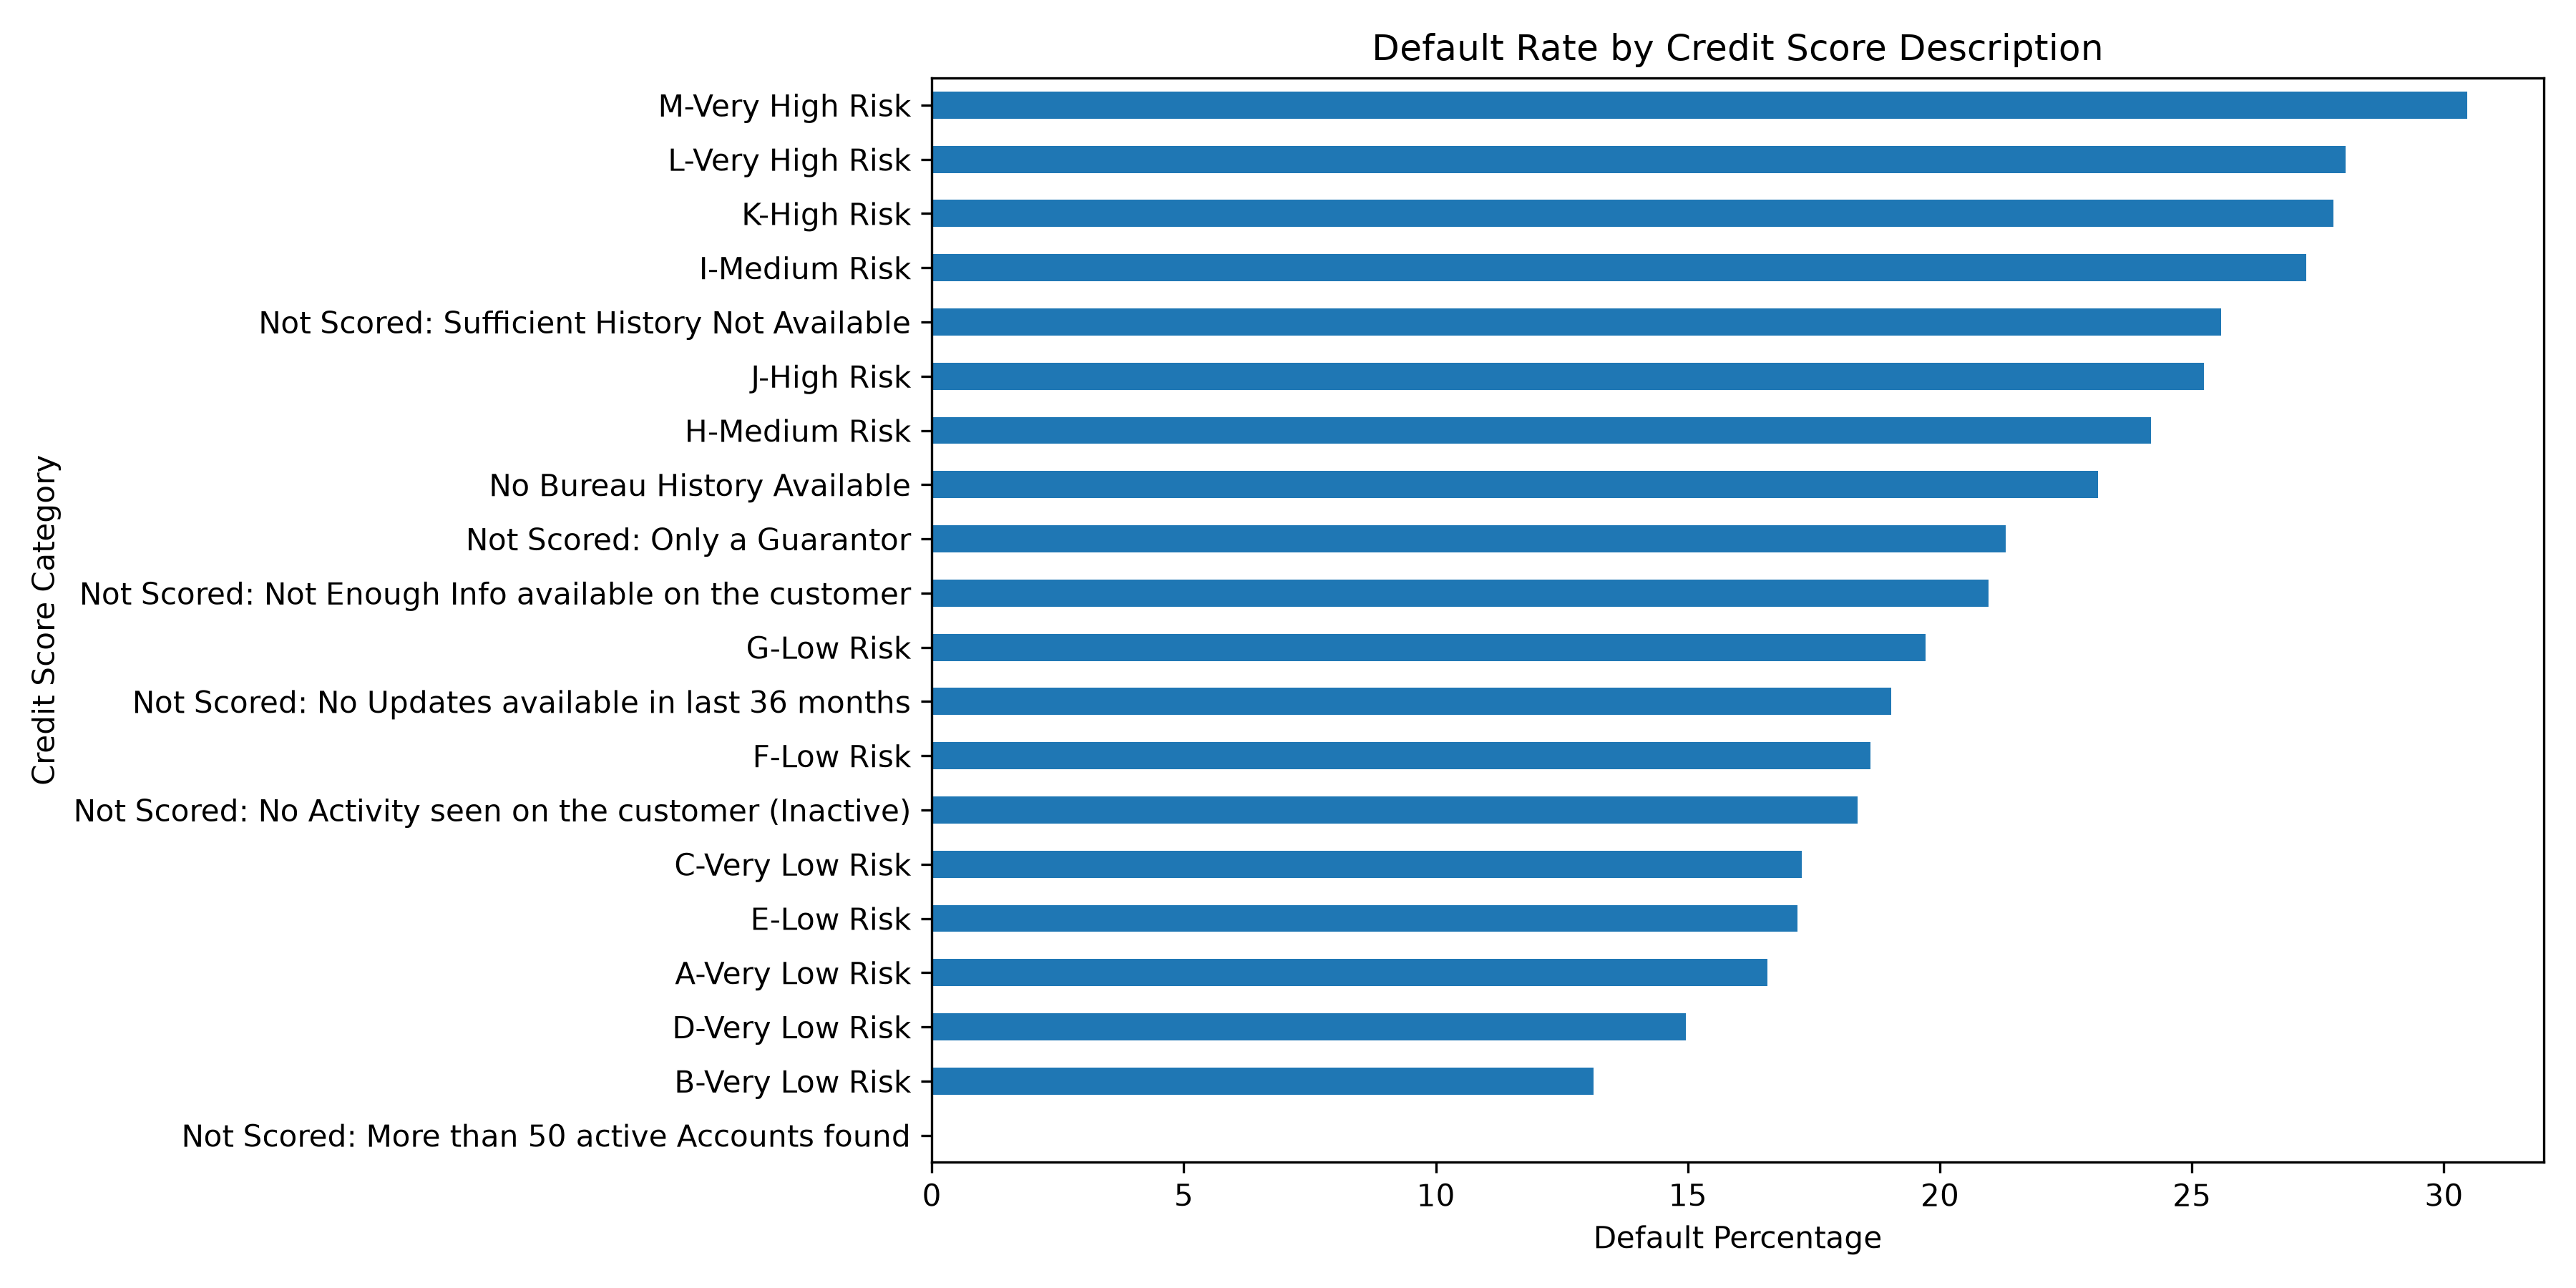 Default Rate by Credit Score Description
Credit Score Category
M-Very High Risk
L-Very High Risk
K-High Risk
I-Medium Risk
Not Scored: Sufficient History Not Available
J-High Risk
H-Medium Risk
No Bureau History Available
Not Scored: Only a Guarantor
Not Scored: Not Enough Info available on the customer
G-Low Risk
Not Scored: No Updates available in last 36 months
F-Low Risk
Not Scored: No Activity seen on the customer (Inactive)
C-Very Low Risk
E-Low Risk
A-Very Low Risk
D-Very Low Risk
B-Very Low Risk
Not Scored: More than 50 active Accounts found
0 5 10 15 20 25 30
Default Percentage